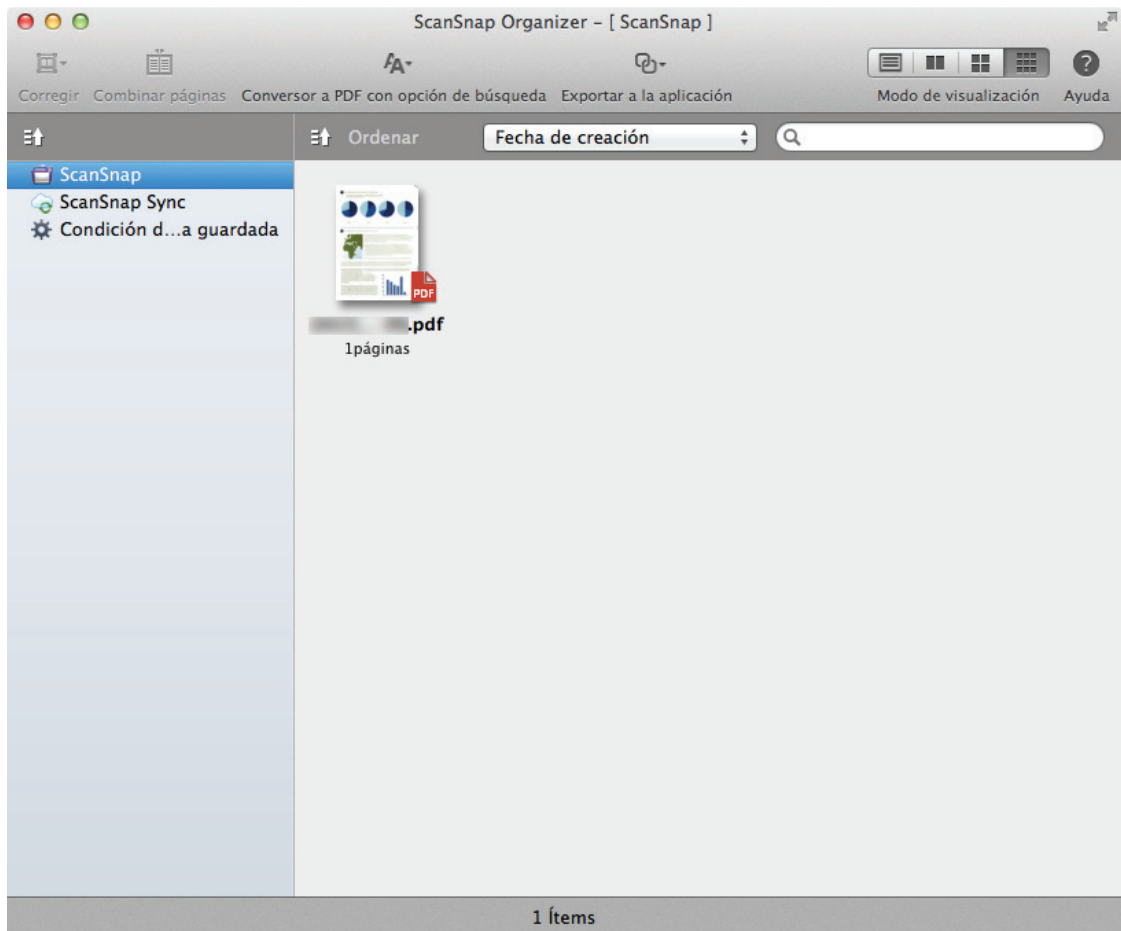 ScanSnap Organizer – [ ScanSnap ]
Corregir Combinar páginas Conversor a PDF con opción de búsqueda Exportar a la aplicación Modo de visualización Ayuda
Ordenar Fecha de creación
ScanSnap
ScanSnap Sync
Condición d...a guardada
PDF
.pdf
1páginas
1 Ítems